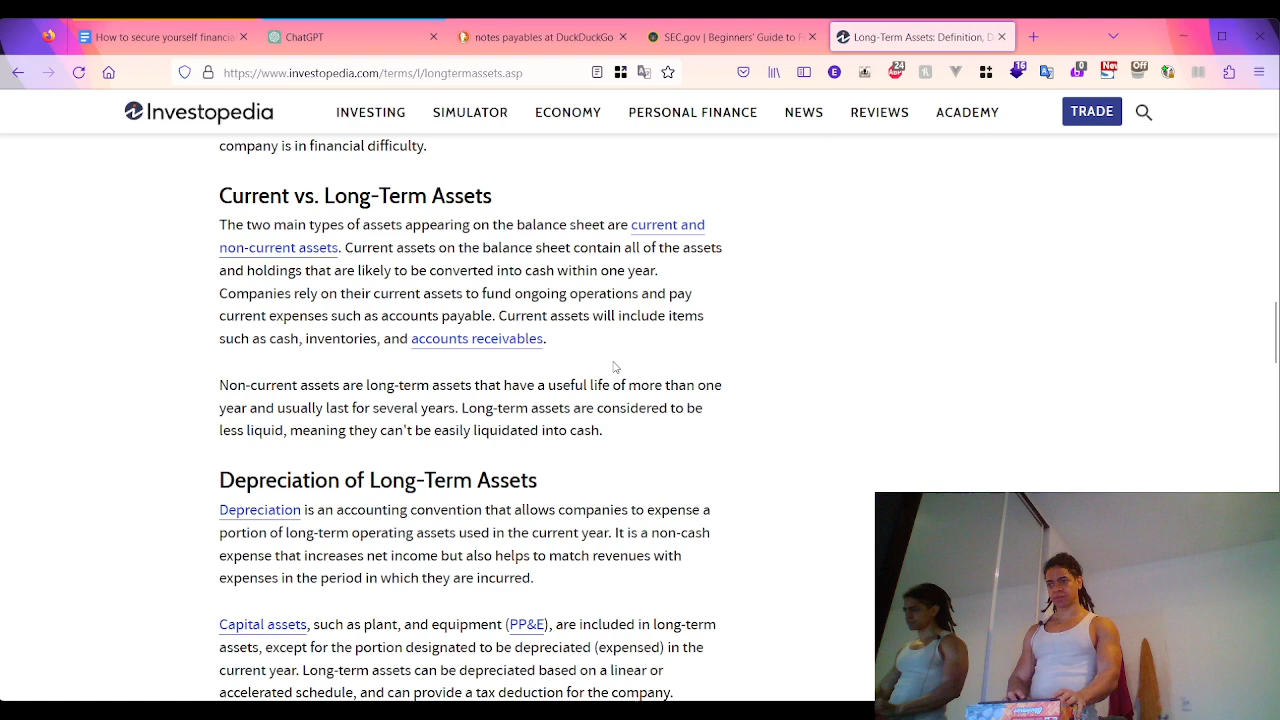 How to secure yourself financia
ChatGPT
notes payables at DuckDuckGo
SEC.gov | Beginners' Guide to F
Long-Term Assets: Definition, D
https://www.investopedia.com/terms/l/longtermassets.asp
24
16
0
New
Off
Investopedia
INVESTING SIMULATOR ECONOMY PERSONAL FINANCE NEWS REVIEWS ACADEMY
TRADE
company is in financial difficulty.
Current vs. Long-Term Assets
The two main types of assets appearing on the balance sheet are current and
non-current assets. Current assets on the balance sheet contain all of the assets
and holdings that are likely to be converted into cash within one year.
Companies rely on their current assets to fund ongoing operations and pay
current expenses such as accounts payable. Current assets will include items
such as cash, inventories, and accounts receivables.
Non-current assets are long-term assets that have a useful life of more than one
year and usually last for several years. Long-term assets are considered to be
less liquid, meaning they can't be easily liquidated into cash.
Depreciation of Long-Term Assets
Depreciation is an accounting convention that allows companies to expense a
portion of long-term operating assets used in the current year. It is a non-cash
expense that increases net income but also helps to match revenues with
expenses in the period in which they are incurred.
Capital assets, such as plant, and equipment (PP&E), are included in long-term
assets, except for the portion designated to be depreciated (expensed) in the
current year. Long-term assets can be depreciated based on a linear or
accelerated schedule, and can provide a tax deduction for the company.